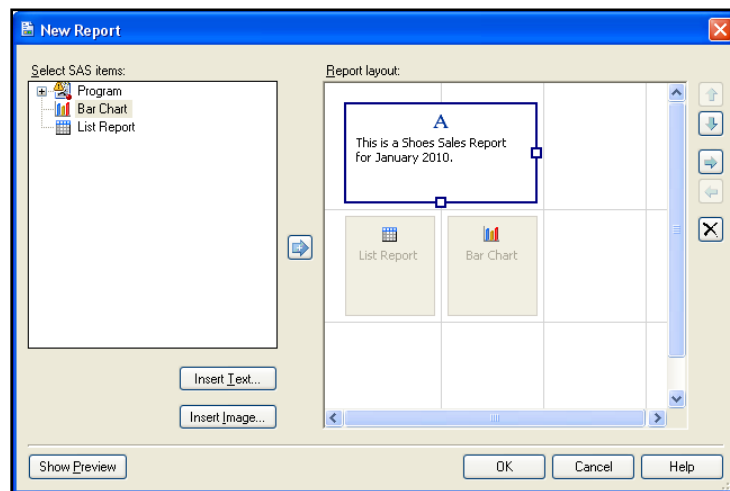 New Report
Select SAS items:
Program
Bar Chart
List Report
Insert Text...
Insert Image...
Report layout:
A
This is a Shoes Sales Report
for January 2010.
List Report
Bar Chart
Show Preview
OK
Cancel
Help